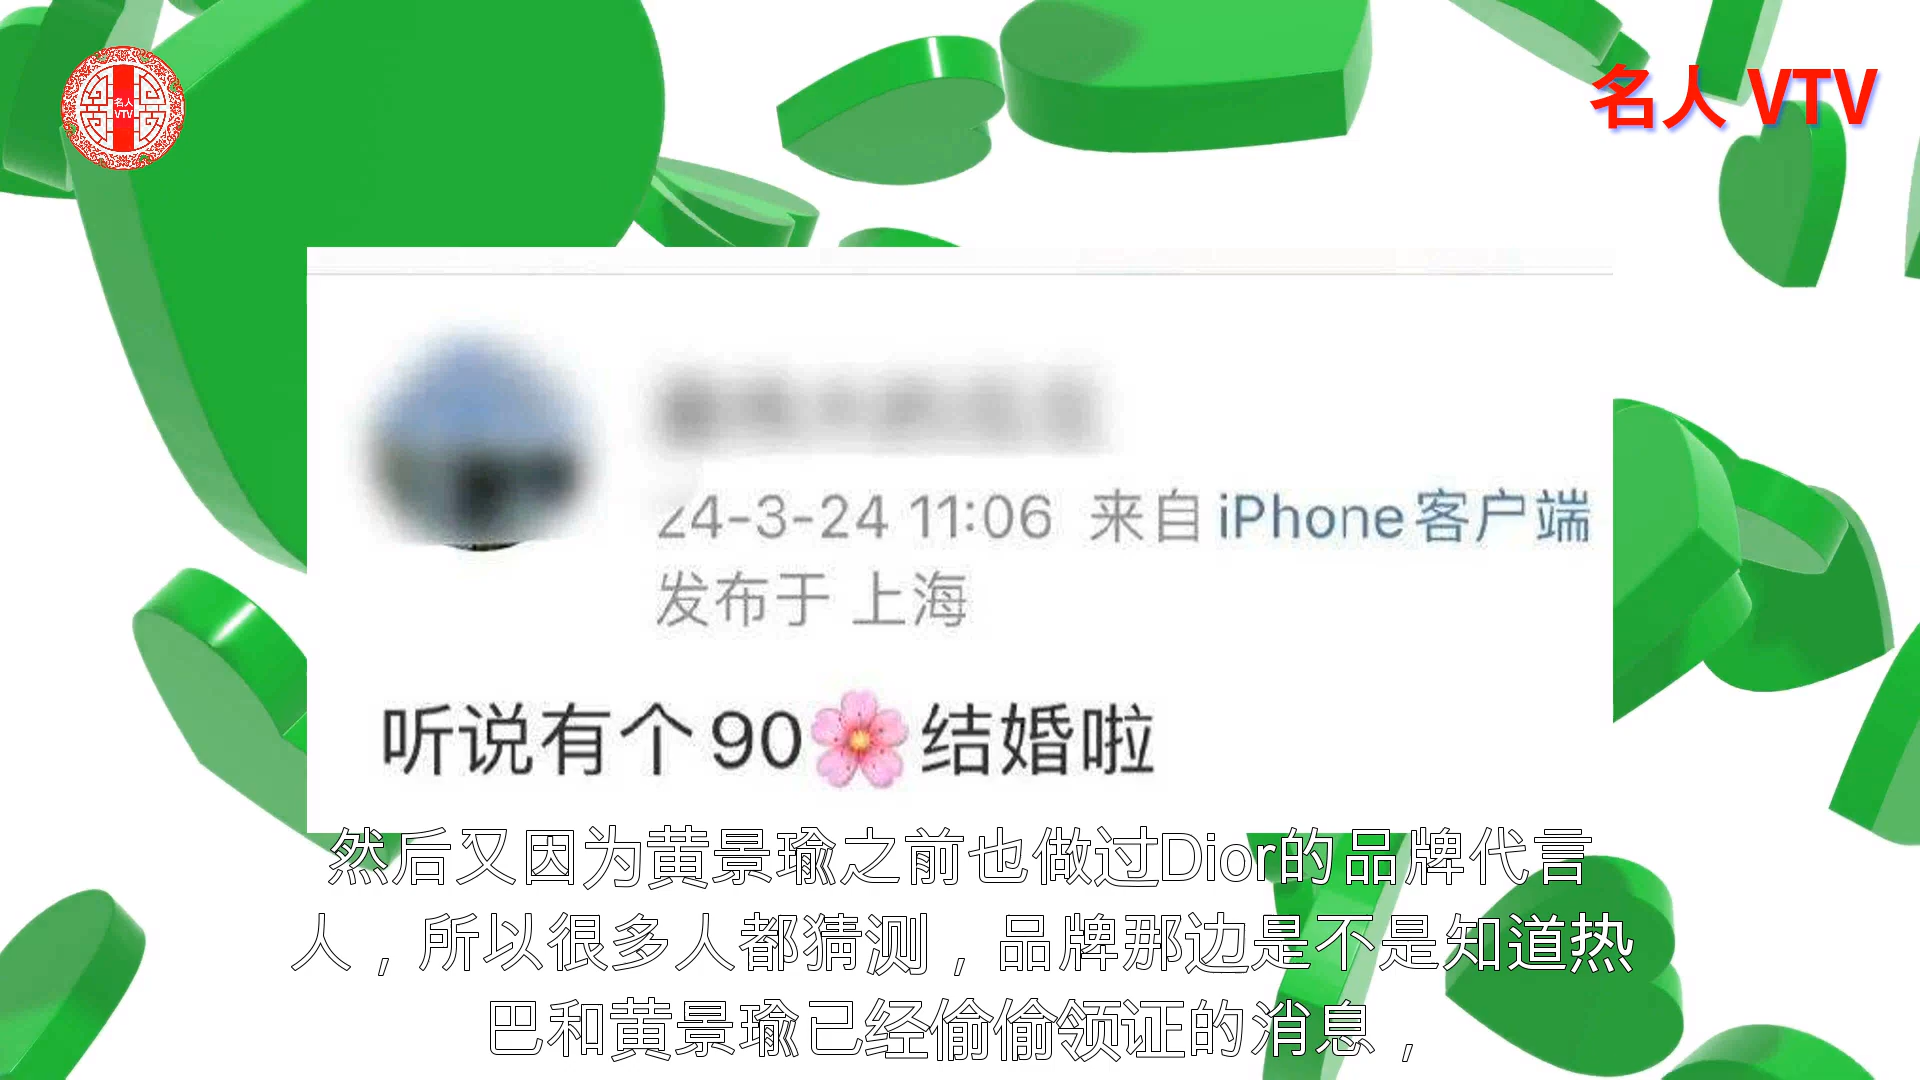 名人
VTV
名人 VTV
24-3-24 11:06 来自 iPhone客户端
发布于 上海
听说有个90🌸结婚啦
然后又因为黄景瑜之前也做过Dior的品牌代言
人，所以很多人都猜测，品牌那边是不是知道热
巴和黄景瑜已经偷偷领证的消息，